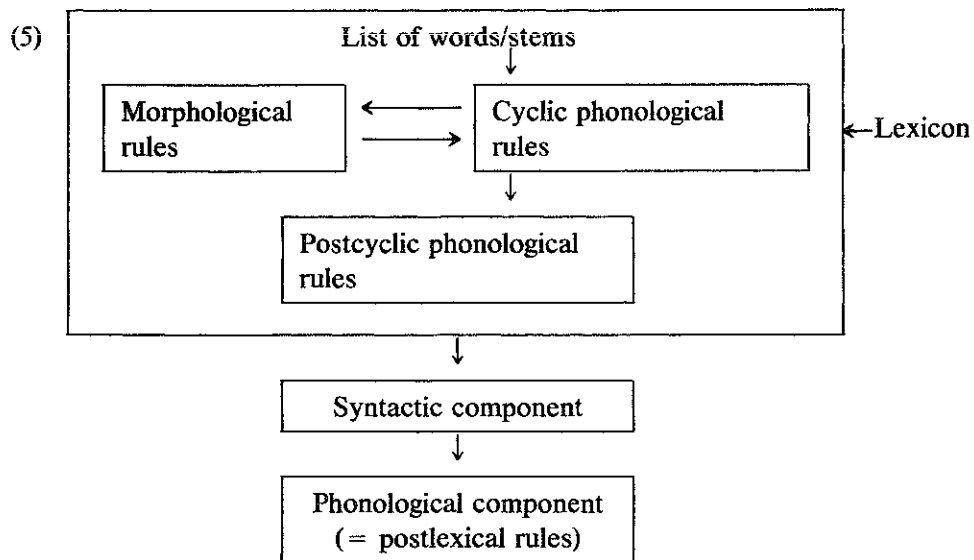 (5)
List of words/stems
Morphological
rules
Cyclic phonological
rules
Lexicon
Postcyclic phonological
rules
Syntactic component
Phonological component
(= postlexical rules)